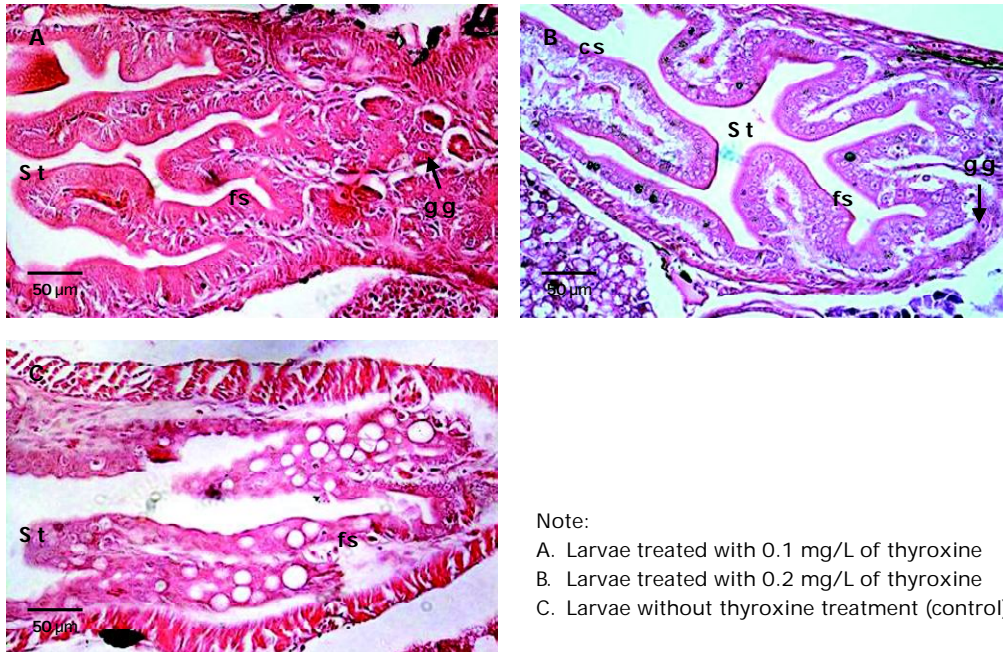 A
St
fs
gg
50 µm
B
cs
St
gg
fs
50 µm
C
St
fs
50 µm
Note:
A. Larvae treated with 0.1 mg/L of thyroxine
B. Larvae treated with 0.2 mg/L of thyroxine
C. Larvae without thyroxine treatment (control)